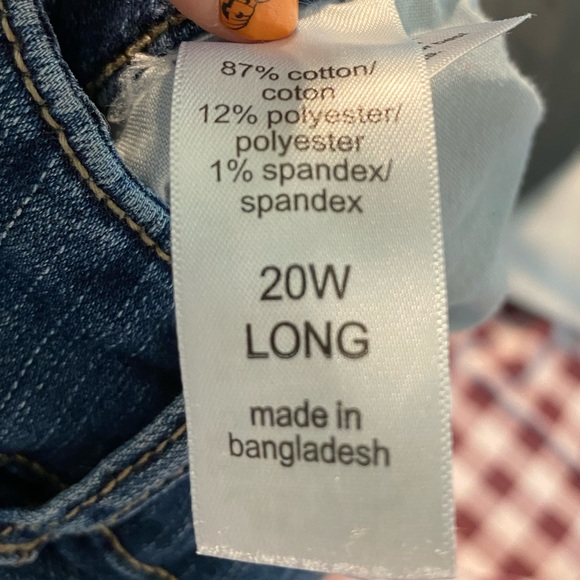 87% cotton/
coton
12% polyester/
polyester
1% spandex/
spandex
20W
LONG
made in
bangladesh